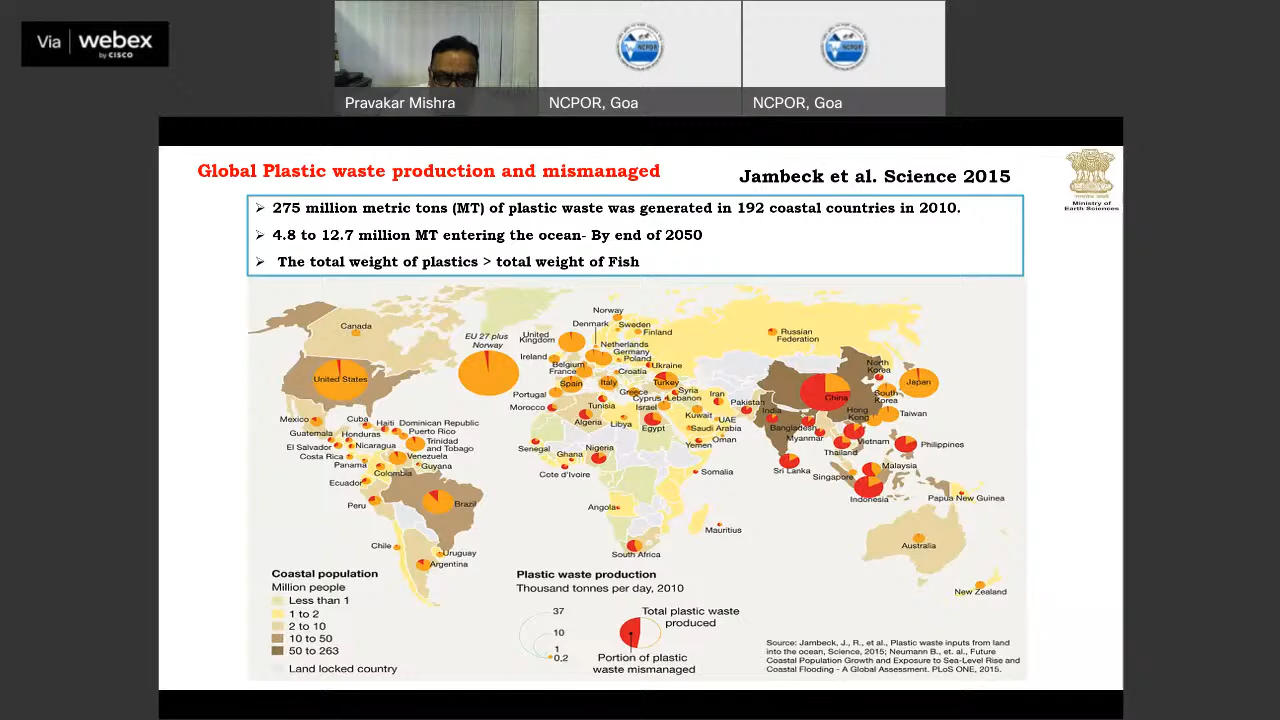 Via webex
by CISCO
Pravakar Mishra
NCPOR, Goa
NCPOR, Goa
Global Plastic waste production and mismanaged
Jambeck et al. Science 2015
Ministry of
Earth Sciences
➢ 275 million metric tons (MT) of plastic waste was generated in 192 coastal countries in 2010.
➢ 4.8 to 12.7 million MT entering the ocean- By end of 2050
➢ The total weight of plastics > total weight of Fish
Canada
United States
Mexico
Cuba
Haiti
Dominican Republic
Puerto Rico
Guatemala
Honduras
El Salvador
Nicaragua
Trinidad
and Tobago
Costa Rica
Venezuela
Panama
Guyana
Colombia
Ecuador
Peru
Brazil
Chile
Uruguay
Argentina
EU 27 plus
Norway
Norway
Denmark
Sweden
Finland
United
Kingdom
Netherlands
Ireland
Germany
Belgium
Poland
France
Ukraine
Croatia
Spain
Italy
Turkey
Portugal
Greece
Syria
Cyprus
Lebanon
Iran
Morocco
Tunisia
Israel
Pakistan
Algeria
Libya
Egypt
Kuwait
UAE
Saudi Arabia
Oman
Yemen
Senegal
Ghana
Nigeria
Cote d'Ivoire
Somalia
Angola
Mauritius
South Africa
Russian
Federation
North
Korea
Japan
China
South
Korea
India
Hong
Kong
Taiwan
Bangladesh
Myanmar
Vietnam
Philippines
Thailand
Sri Lanka
Malaysia
Singapore
Indonesia
Papua New Guinea
Australia
New Zealand
Coastal population
Million people
Less than 1
1 to 2
2 to 10
10 to 50
50 to 263
Land locked country
Plastic waste production
Thousand tonnes per day, 2010
37
10
1
0,2
Total plastic waste
produced
Portion of plastic
waste mismanaged
Source: Jambeck, J., R., et al., Plastic waste inputs from land
into the ocean, Science, 2015; Neumann B., et. al., Future
Coastal Population Growth and Exposure to Sea-Level Rise and
Coastal Flooding - A Global Assessment. PLoS ONE, 2015.